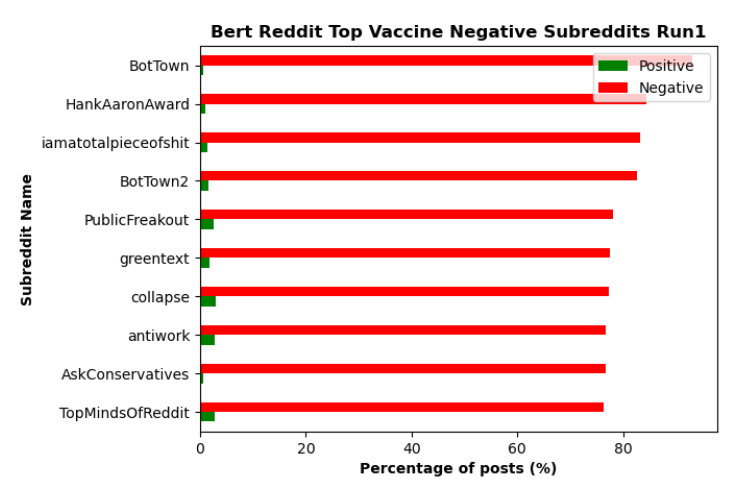 Bert Reddit Top Vaccine Negative Subreddits Run1
Positive
Negative
Subreddit Name
BotTown
HankAaronAward
iamatotalpieceofshit
BotTown2
PublicFreakout
greentext
collapse
antiwork
AskConservatives
TopMindsOfReddit
0 20 40 60 80
Percentage of posts (%)